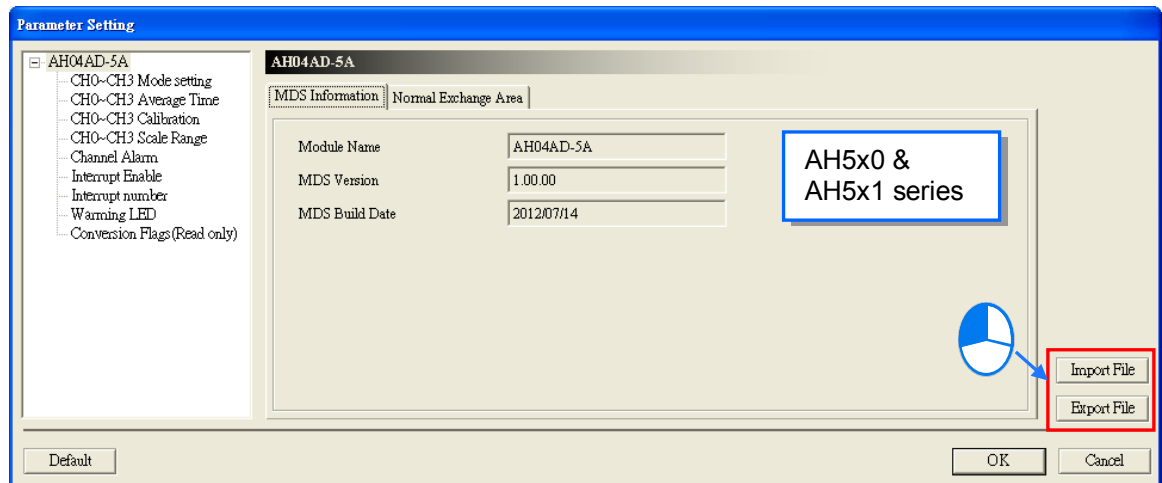 Parameter Setting
AH04AD-5A
CH0~CH3 Mode setting
CH0~CH3 Average Time
CH0~CH3 Calibration
CH0~CH3 Scale Range
Channel Alarm
Interrupt Enable
Interrupt number
Warming LED
Conversion Flags(Read only)
AH04AD-5A
MDS Information
Normal Exchange Area
Module Name
AH04AD-5A
MDS Version
1.00.00
MDS Build Date
2012/07/14
AH5x0 &
AH5x1 series
Import File
Export File
Default
OK
Cancel